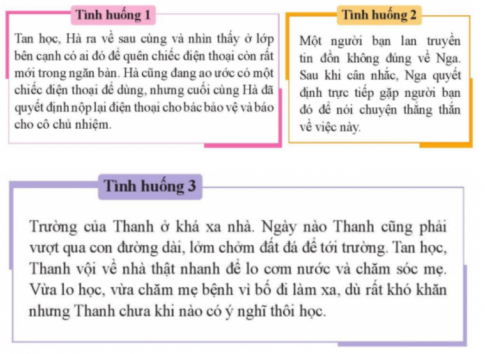 Tình huống 1
Tan học, Hà ra về sau cùng và nhìn thấy ở lớp
bên cạnh có ai đó để quên chiếc điện thoại còn rất
mới trong ngăn bàn. Hà cũng đang ao ước có một
chiếc điện thoại để dùng, nhưng cuối cùng Hà đã
quyết định nộp lại điện thoại cho bác bảo vệ và báo
cho cô chủ nhiệm.
Tình huống 2
Một người bạn lan truyền
tin đồn không đúng về Nga.
Sau khi cân nhắc, Nga quyết
định trực tiếp gặp người bạn
đó để nói chuyện thẳng thắn
về việc này.
Tình huống 3
Trường của Thanh ở khá xa nhà. Ngày nào Thanh cũng phải
vượt qua con đường dài, lởm chởm đất đá để tới trường. Tan học,
Thanh vội về nhà thật nhanh để lo cơm nước và chăm sóc mẹ.
Vừa lo học, vừa chăm mẹ bệnh vì bố đi làm xa, dù rất khó khăn
nhưng Thanh chưa khi nào có ý nghĩ thôi học.